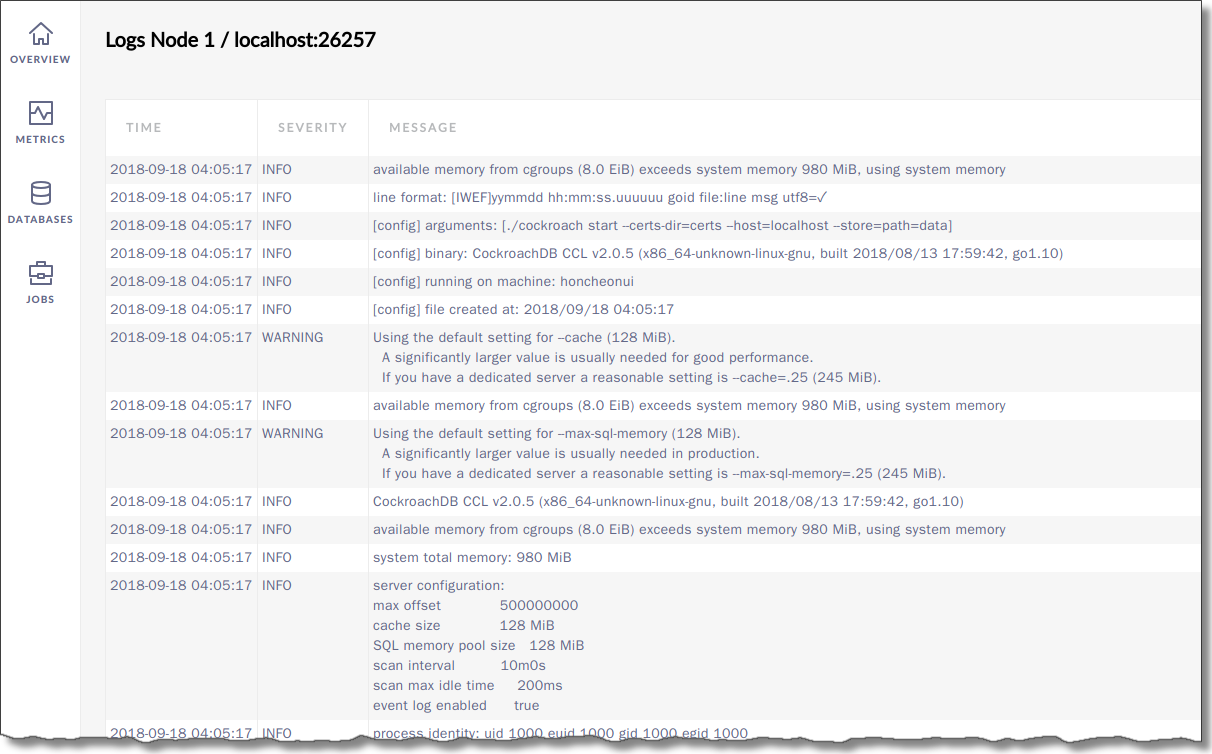 OVERVIEW
METRICS
DATABASES
JOBS
Logs Node 1 / localhost:26257
TIME SEVERITY MESSAGE
2018-09-18 04:05:17 INFO available memory from cgroups (8.0 EiB) exceeds system memory 980 MiB, using system memory
2018-09-18 04:05:17 INFO line format: [IWEF]yymmdd hh:mm:ss.uuuuuu goid file:line msg utf8=✓
2018-09-18 04:05:17 INFO [config] arguments: [./cockroach start --certs-dir=certs --host=localhost --store=path=data]
2018-09-18 04:05:17 INFO [config] binary: CockroachDB CCL v2.0.5 (x86_64-unknown-linux-gnu, built 2018/08/13 17:59:42, go1.10)
2018-09-18 04:05:17 INFO [config] running on machine: honcheonui
2018-09-18 04:05:17 INFO [config] file created at: 2018/09/18 04:05:17
2018-09-18 04:05:17 WARNING Using the default setting for --cache (128 MiB).
A significantly larger value is usually needed for good performance.
If you have a dedicated server a reasonable setting is --cache=.25 (245 MiB).
2018-09-18 04:05:17 INFO available memory from cgroups (8.0 EiB) exceeds system memory 980 MiB, using system memory
2018-09-18 04:05:17 WARNING Using the default setting for --max-sql-memory (128 MiB).
A significantly larger value is usually needed in production.
If you have a dedicated server a reasonable setting is --max-sql-memory=.25 (245 MiB).
2018-09-18 04:05:17 INFO CockroachDB CCL v2.0.5 (x86_64-unknown-linux-gnu, built 2018/08/13 17:59:42, go1.10)
2018-09-18 04:05:17 INFO available memory from cgroups (8.0 EiB) exceeds system memory 980 MiB, using system memory
2018-09-18 04:05:17 INFO system total memory: 980 MiB
2018-09-18 04:05:17 INFO server configuration:
max offset 500000000
cache size 128 MiB
SQL memory pool size 128 MiB
scan interval 10m0s
scan max idle time 200ms
event log enabled true
2018-09-18 04:05:17 INFO process identity: uid 1000 euid 1000 gid 1000 egid 1000